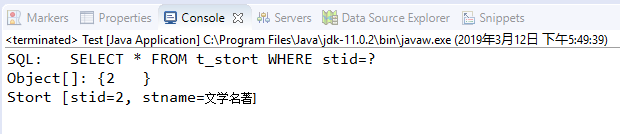 Markers Properties Console Servers Data Source Explorer Snippets
<terminated> Test [Java Application] C:\Program Files\Java\jdk-11.0.2\bin\javaw.exe (2019年3月12日 下午5:49:39)
SQL:   SELECT * FROM t_stort WHERE stid=?
Object[]: {2   }
Stort [stid=2, stname=文学名著]